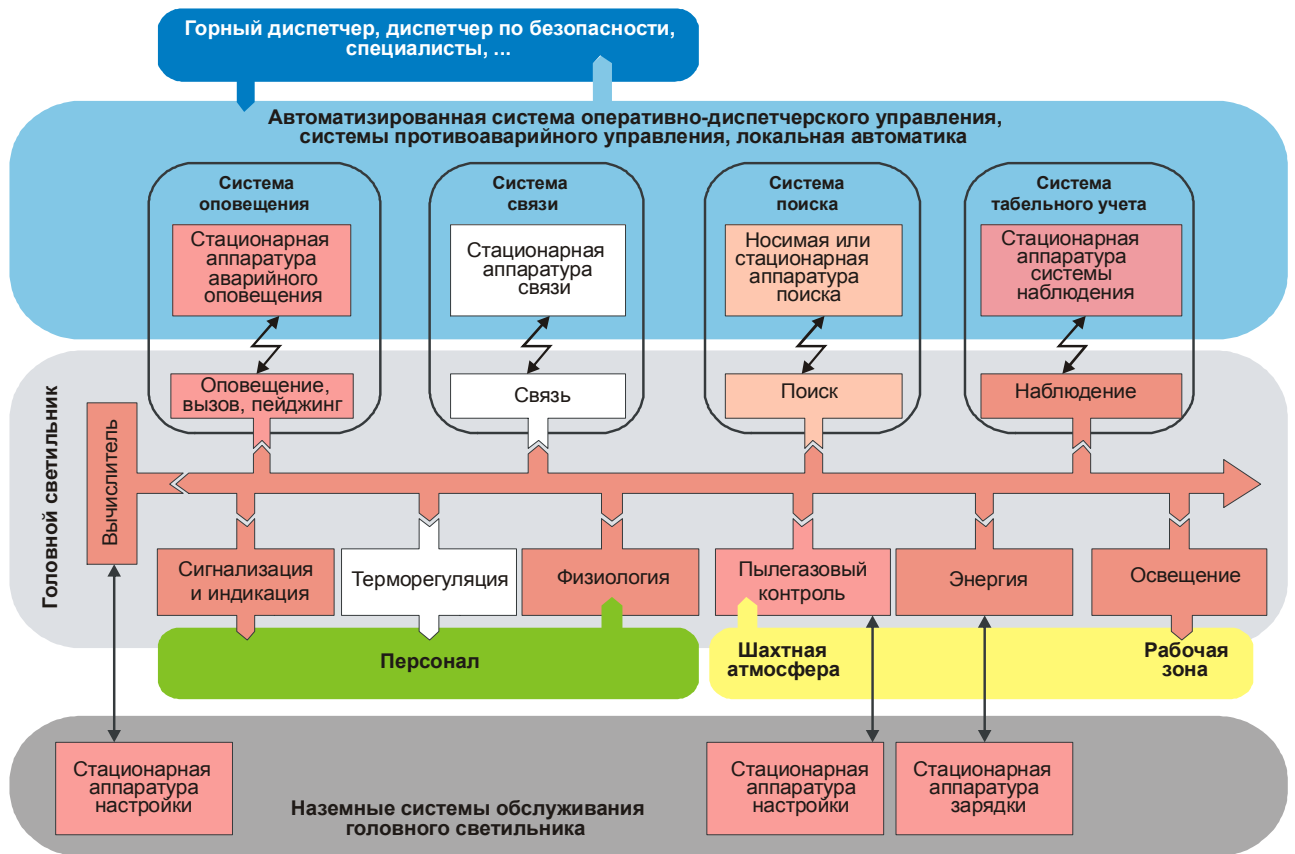 Горный диспетчер, диспетчер по безопасности,
специалисты, ...
Автоматизированная система оперативно-диспетчерского управления,
системы противоаварийного управления, локальная автоматика
Система
оповещения
Система
связи
Система
поиска
Система
табельного учета
Стационарная
аппаратура
аварийного
оповещения
Стационарная
аппаратура
связи
Носимая или
стационарная
аппаратура
поиска
Стационарная
аппаратура
системы
наблюдения
Головной светильник
Вычислитель
Оповещение,
вызов, пейджинг
Связь
Поиск
Наблюдение
Сигнализация
и индикация
Терморегуляция
Физиология
Пылегазовый
контроль
Энергия
Освещение
Персонал
Шахтная
атмосфера
Рабочая
зона
Стационарная
аппаратура
настройки
Наземные системы обслуживания
головного светильника
Стационарная
аппаратура
настройки
Стационарная
аппаратура
зарядки